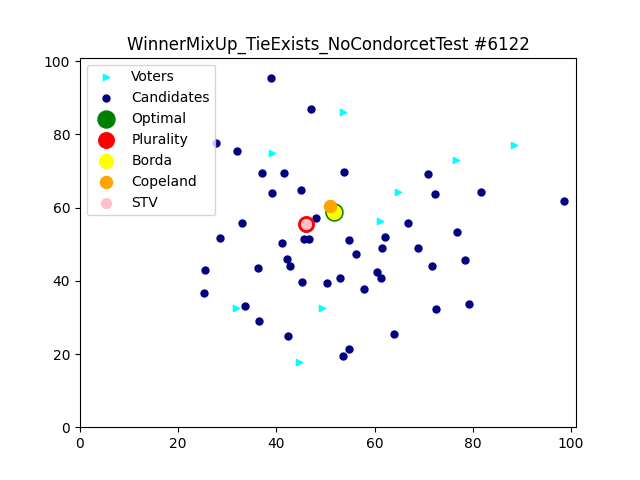 WinnerMixUp_TieExists_NoCondorcetTest #6122
100
80
60
40
20
0
Voters
Candidates
Optimal
Plurality
Borda
Copeland
STV
0 20 40 60 80 100